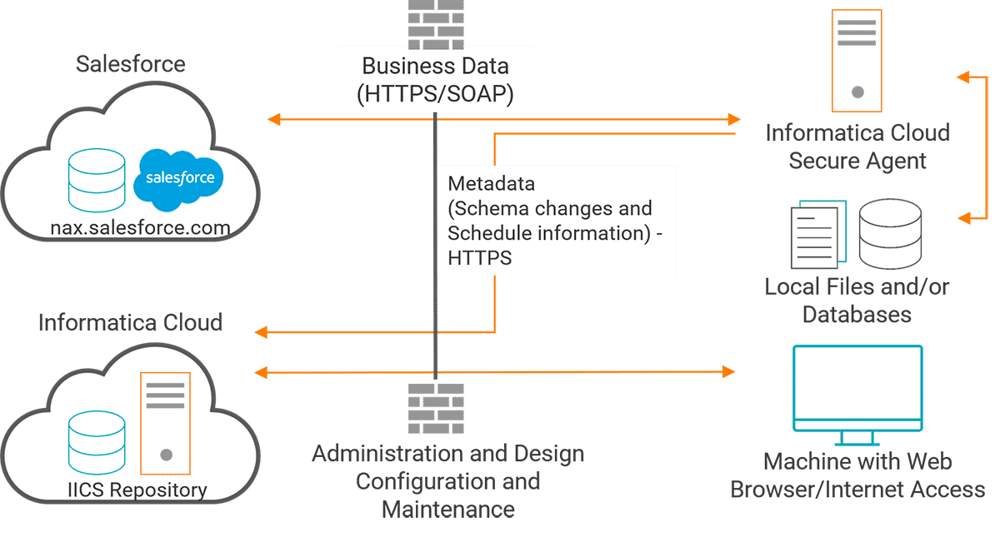 Salesforce
salesforce
nax.salesforce.com
Business Data
(HTTPS/SOAP)
Informatica Cloud
Secure Agent
Metadata
(Schema changes and
Schedule information) -
HTTPS
Local Files and/or
Databases
Informatica Cloud
IICS Repository
Administration and Design
Configuration and
Maintenance
Machine with Web
Browser/Internet Access